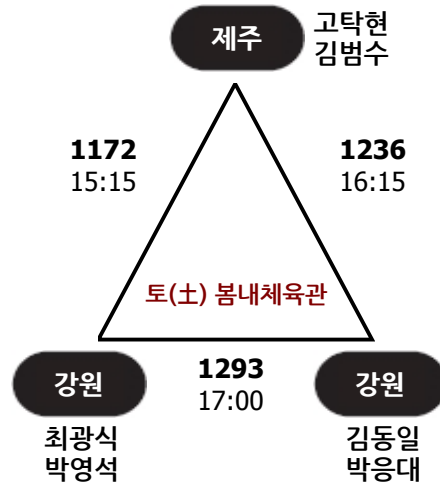 제주
고탁현
김범수
1172
15:15
1236
16:15
토(土) 봄내체육관
강원
최광식
박영석
1293
17:00
강원
김동일
박응대